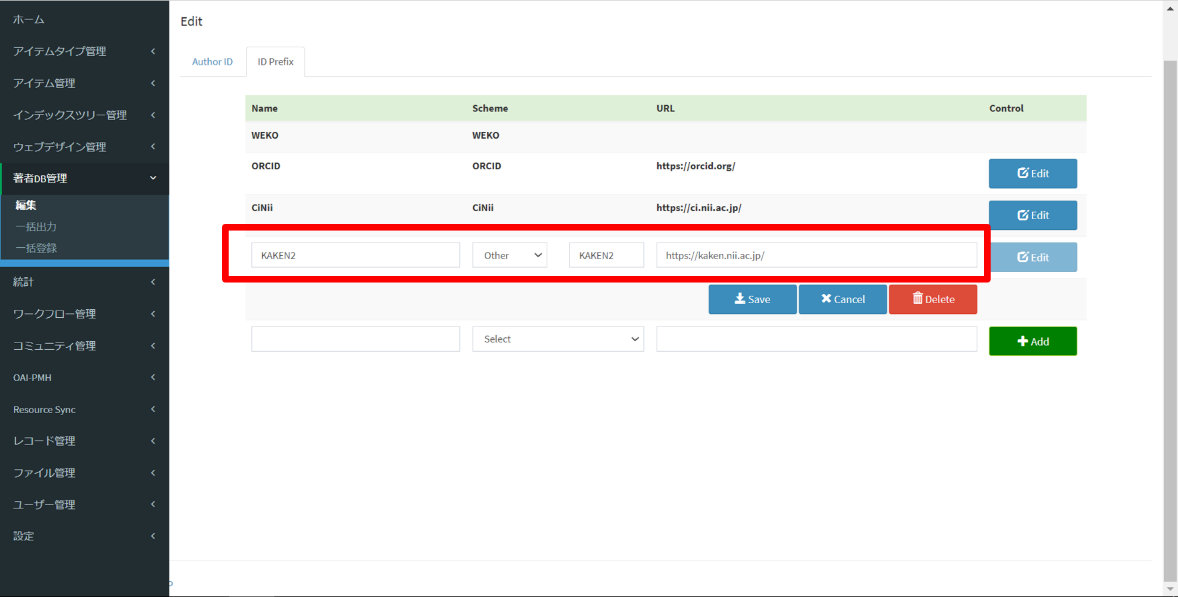 ホーム
アイテムタイプ管理
アイテム管理
インデックスツリー管理
ウェブデザイン管理
著者DB管理
編集
一括出力
一括登録
統計
ワークフロー管理
コミュニティ管理
OAI-PMH
Resource Sync
レコード管理
ファイル管理
ユーザー管理
設定
Edit
Author ID ID Prefix
Name Scheme URL Control
WEKO WEKO
ORCID ORCID https://orcid.org/ Edit
CiNii CiNii https://ci.nii.ac.jp/ Edit
KAKEN2 Other KAKEN2 https://kaken.nii.ac.jp/ Edit
Save Cancel Delete
Select Add